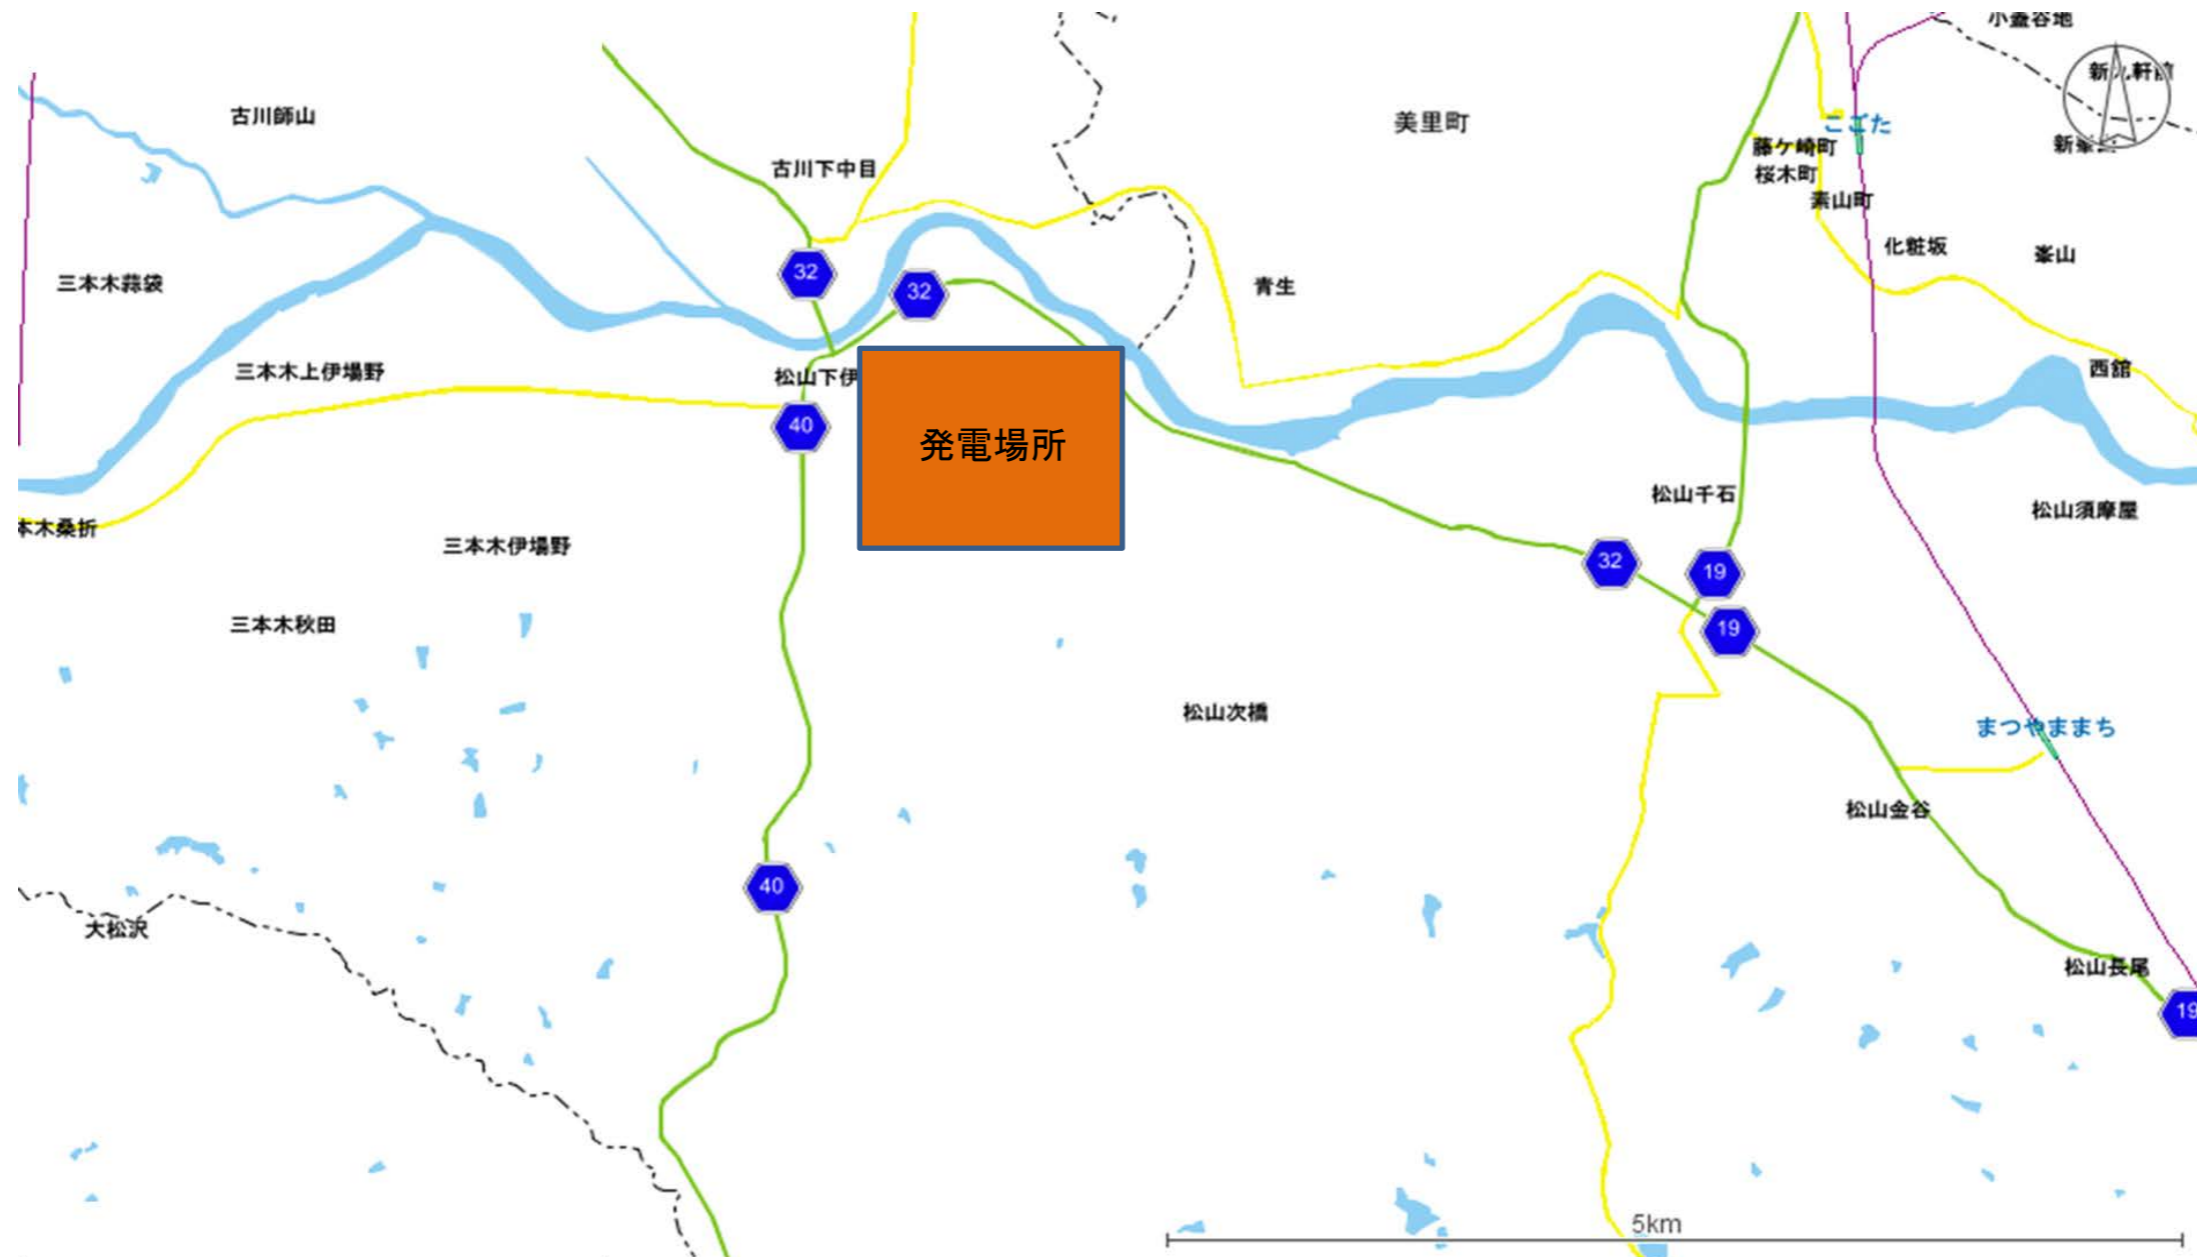 小蓋谷地
新九軒前
古川師山
美里町
こごた
藤ケ崎町
桜木町
古川下中目
素山町
化粧坂
峯山
32
三本木蒜袋
32
青生
三本木上伊場野
松山下伊
西舘
40
発電場所
松山千石
松山須摩屋
本木桑折
三本木伊場野
32
19
三本木秋田
19
松山次橋
まつやままち
松山金谷
40
大松沢
松山長尾
19
5km